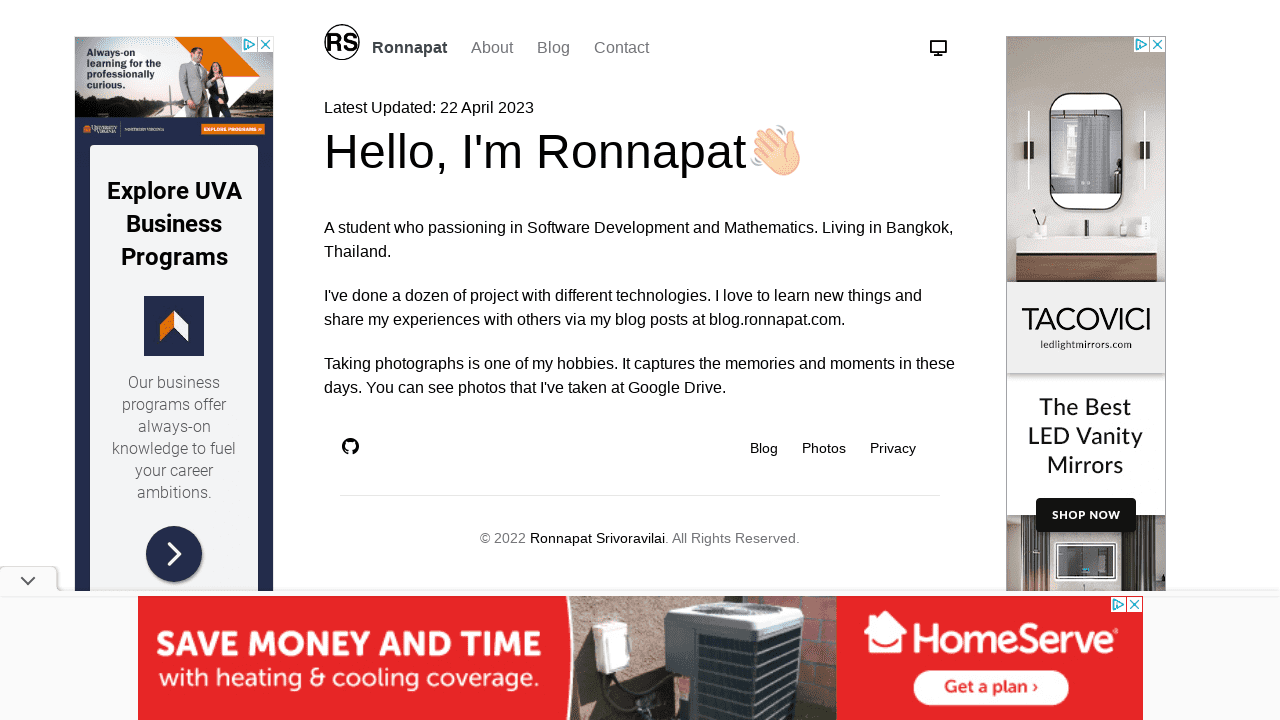 RS
Ronnapat
About
Blog
Contact
Latest Updated: 22 April 2023
Hello, I'm Ronnapat
A student who passioning in Software Development and Mathematics. Living in Bangkok,
Thailand.
I've done a dozen of project with different technologies. I love to learn new things and
share my experiences with others via my blog posts at blog.ronnapat.com.
Taking photographs is one of my hobbies. It captures the memories and moments in these
days. You can see photos that I've taken at Google Drive.
Blog
Photos
Privacy
© 2022 Ronnapat Srivoravilai. All Rights Reserved.
Always-on
learning for the
professionally
curious.
UNIVERSITY
VIRGINIA
NORTHERN VIRGINIA
EXPLORE PROGRAMS »
Explore UVA
Business
Programs
Our business
programs offer
always-on
knowledge to fuel
your career
ambitions.
TACOVICI
ledlightmirrors.com
The Best
LED Vanity
Mirrors
SHOP NOW
SAVE MONEY AND TIME
with heating & cooling coverage.
HomeServe
Get a plan ›